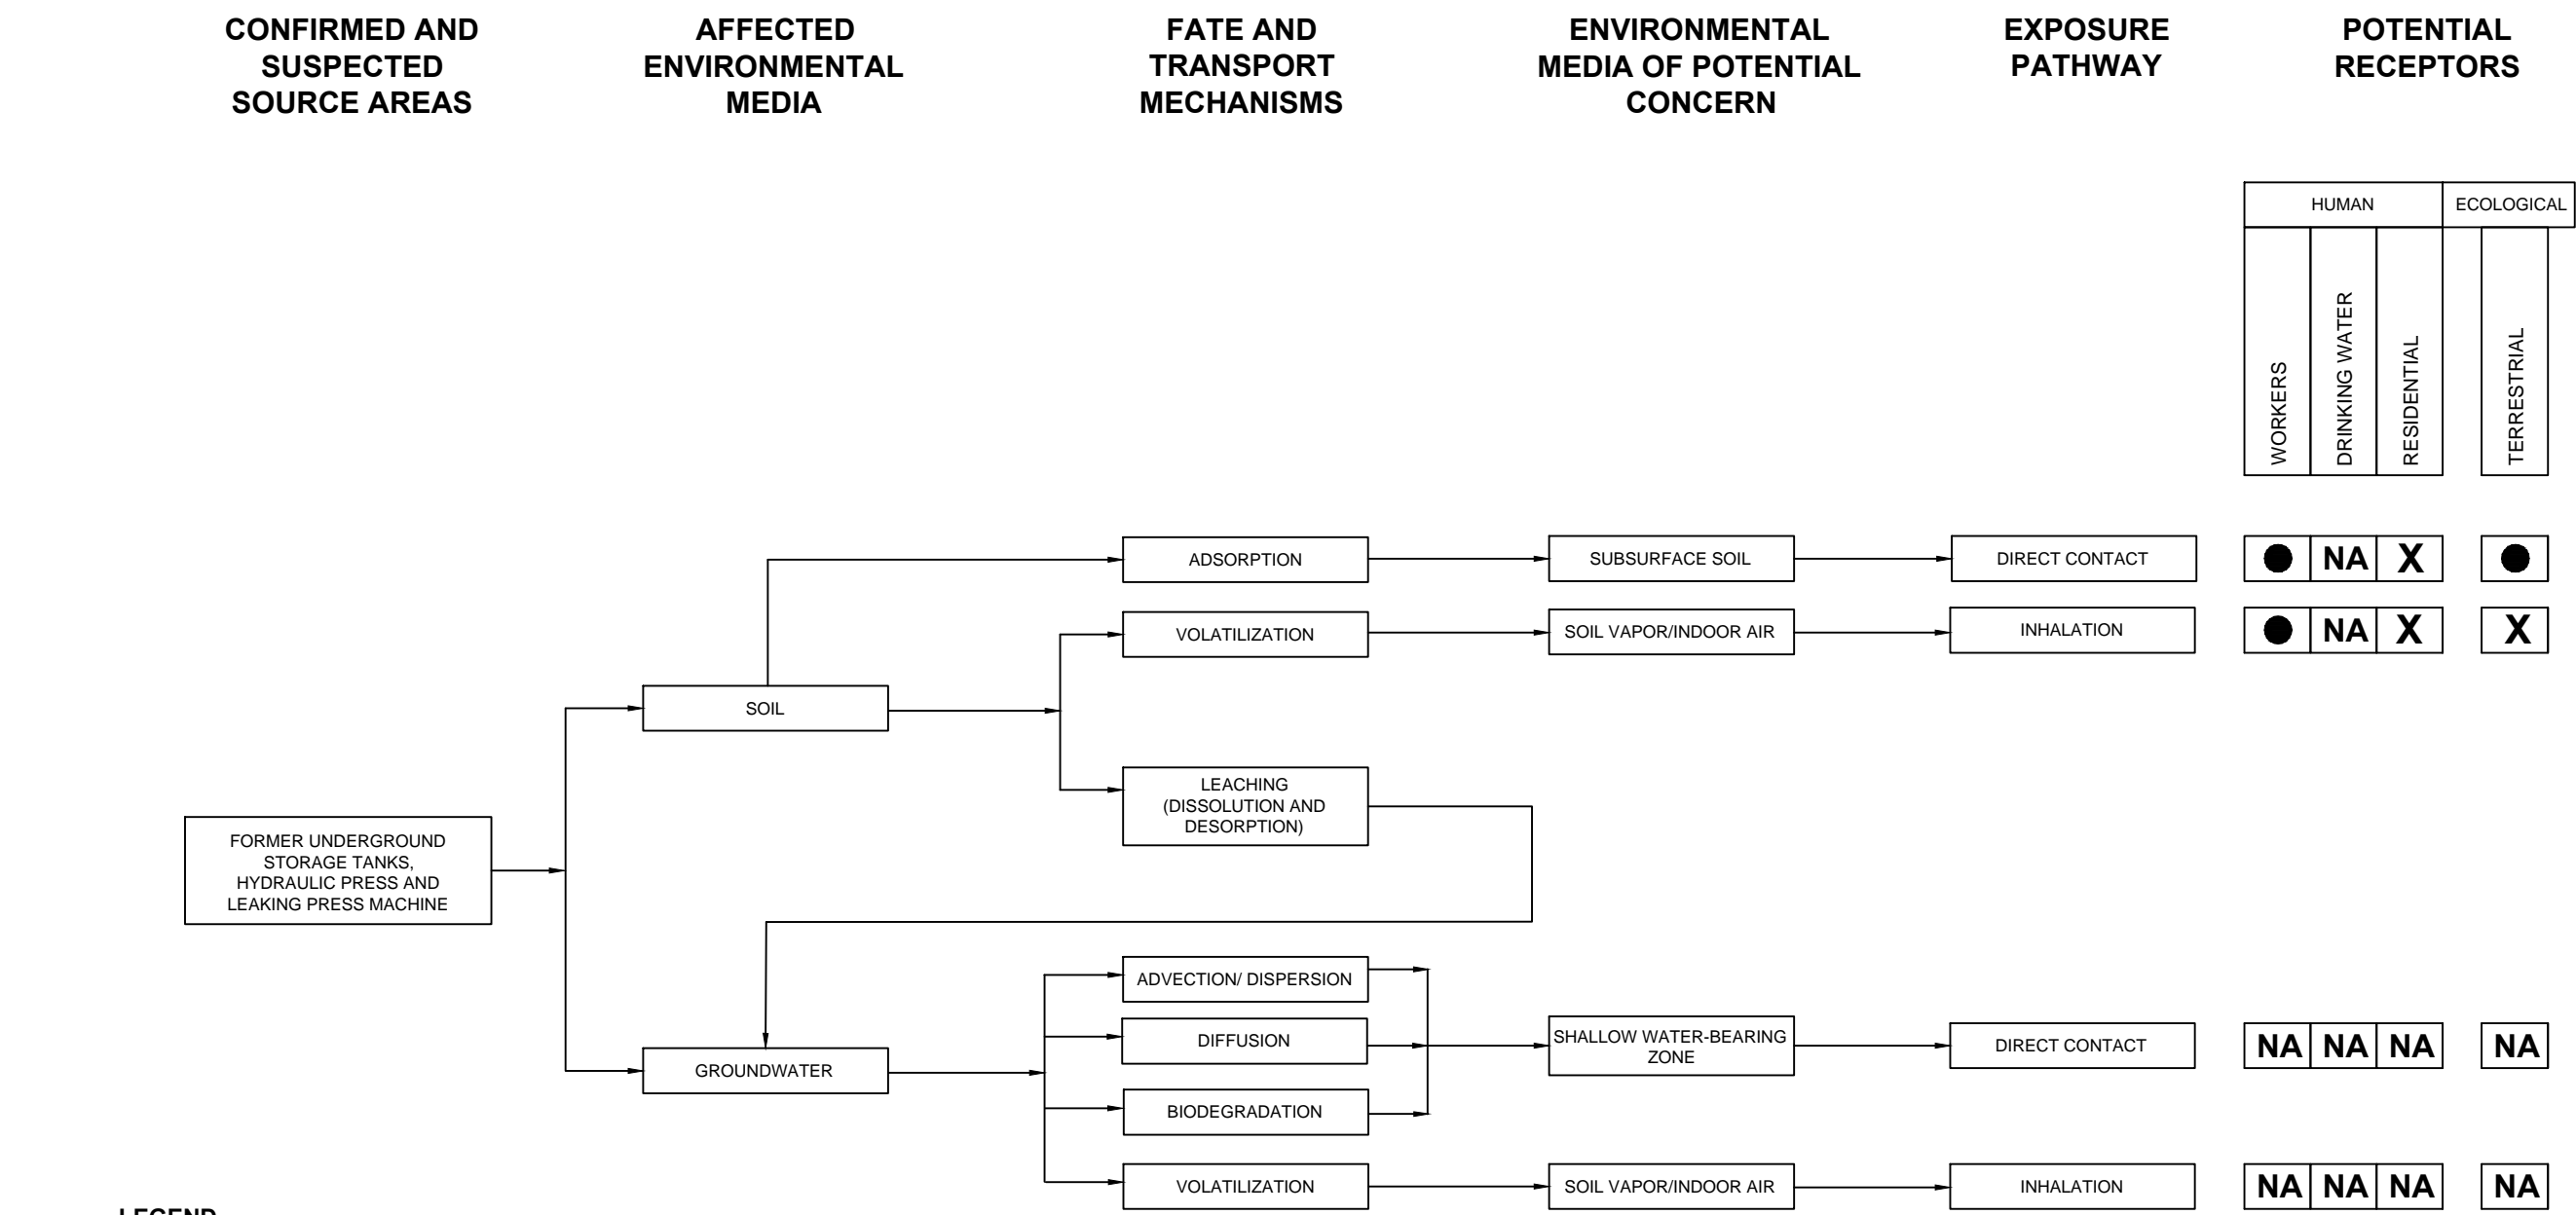 CONFIRMED AND
SUSPECTED
SOURCE AREAS
AFFECTED
ENVIRONMENTAL
MEDIA
FATE AND
TRANSPORT
MECHANISMS
ENVIRONMENTAL
MEDIA OF POTENTIAL
CONCERN
EXPOSURE
PATHWAY
POTENTIAL
RECEPTORS
HUMAN
ECOLOGICAL
WORKERS
DRINKING WATER
RESIDENTIAL
TERRESTRIAL
ADSORPTION
SUBSURFACE SOIL
DIRECT CONTACT
NA X
VOLATILIZATION
SOIL VAPOR/INDOOR AIR
INHALATION
NA X X
SOIL
LEACHING
(DISSOLUTION AND
DESORPTION)
FORMER UNDERGROUND
STORAGE TANKS,
HYDRAULIC PRESS AND
LEAKING PRESS MACHINE
ADVECTION/ DISPERSION
DIFFUSION
SHALLOW WATER-BEARING
ZONE
DIRECT CONTACT
NA NA NA NA
GROUNDWATER
BIODEGRADATION
VOLATILIZATION
SOIL VAPOR/INDOOR AIR
INHALATION
NA NA NA NA
LEGEND